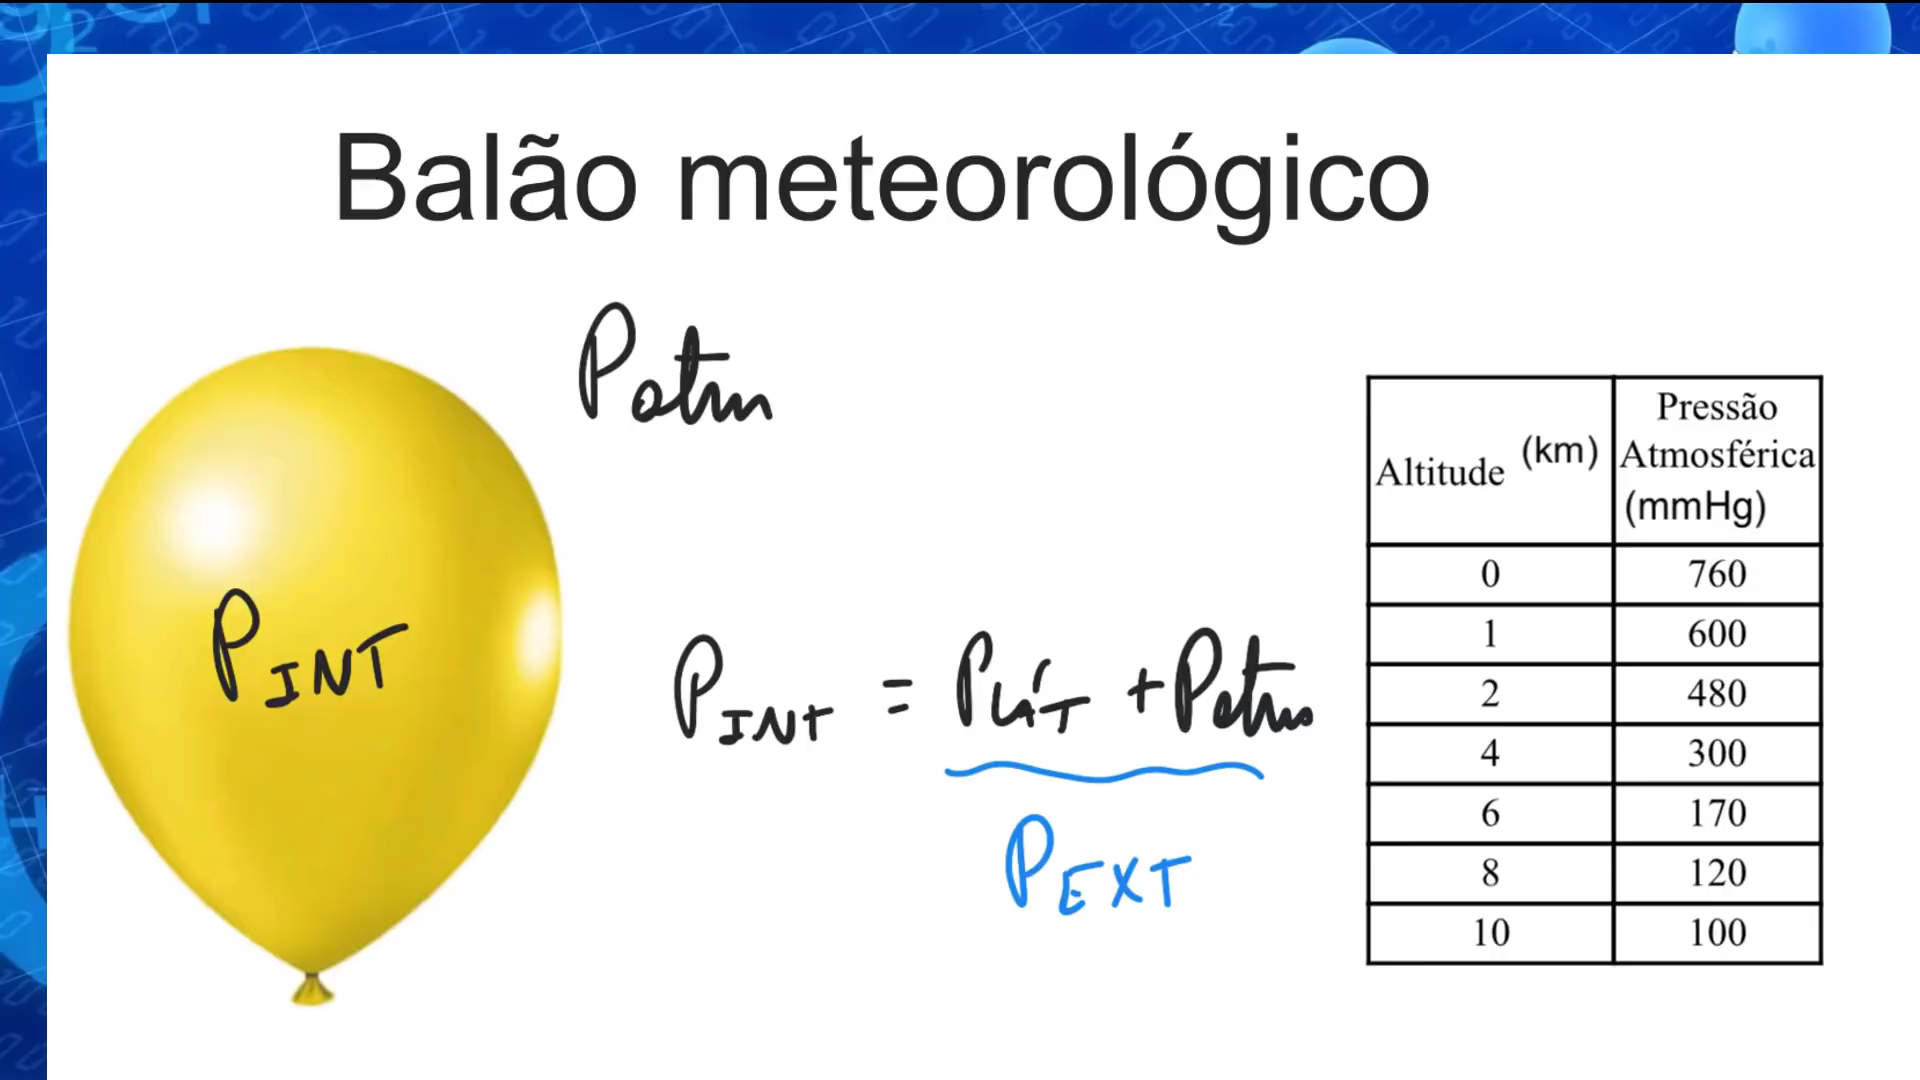 Balão meteorológico
Patm
PINT
PINT = PLÁT + Patm
PEXT
Altitude (km) Pressão Atmosférica (mmHg)
0 760
1 600
2 480
4 300
6 170
8 120
10 100